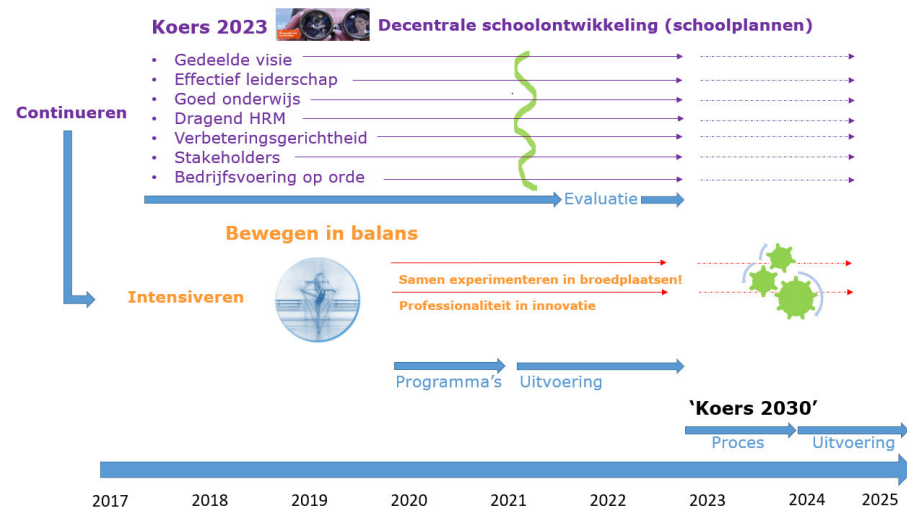 Koers 2023
Decentrale schoolontwikkeling (schoolplannen)
• Gedeelde visie
• Effectief leiderschap
• Goed onderwijs
• Dragend HRM
• Verbeteringsgerichtheid
• Stakeholders
• Bedrijfsvoering op orde
Continueren
Evaluatie
Bewegen in balans
Intensiveren
Samen experimenteren in broedplaatsen!
Professionaliteit in innovatie
Programma's
Uitvoering
‘Koers 2030’
Proces
Uitvoering
2017
2018
2019
2020
2021
2022
2023
2024
2025